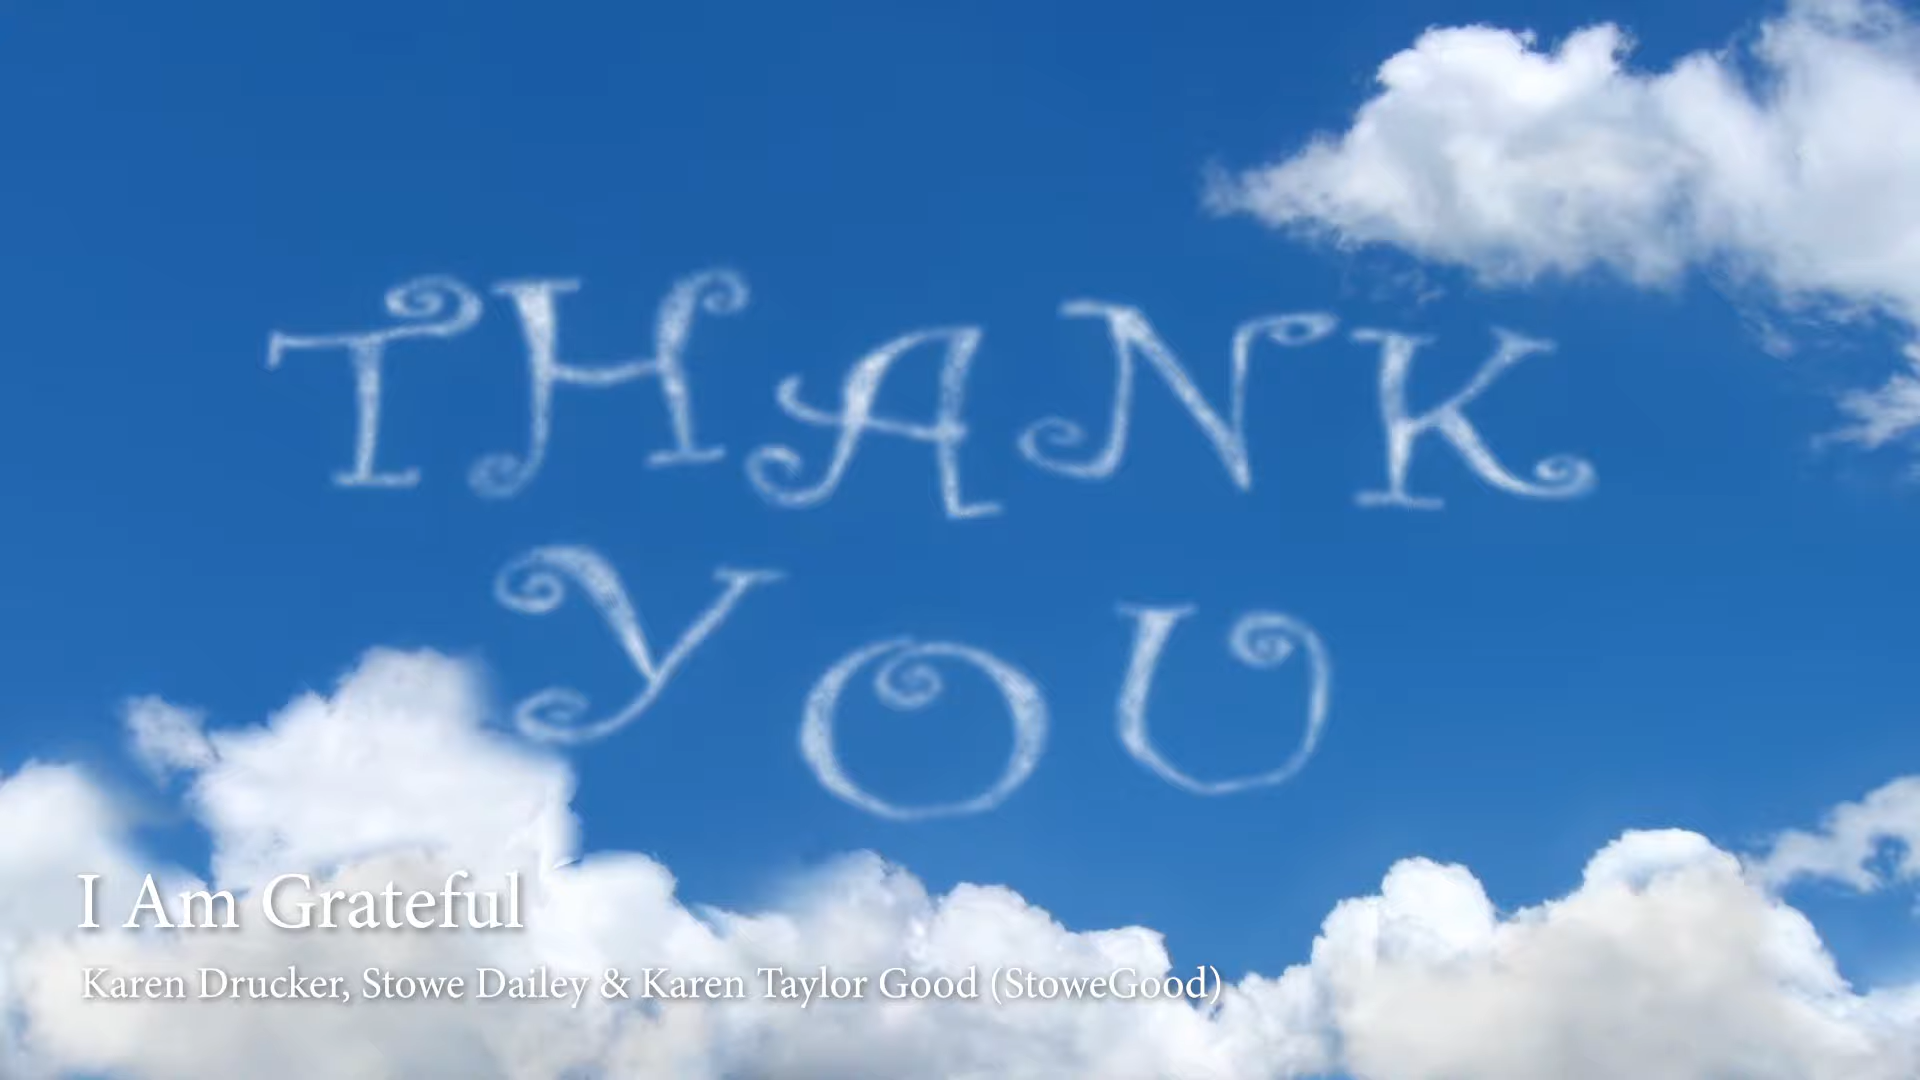 THANK
YOU
I Am Grateful
Karen Drucker, Stowe Dailey & Karen Taylor Good (StoweGood)